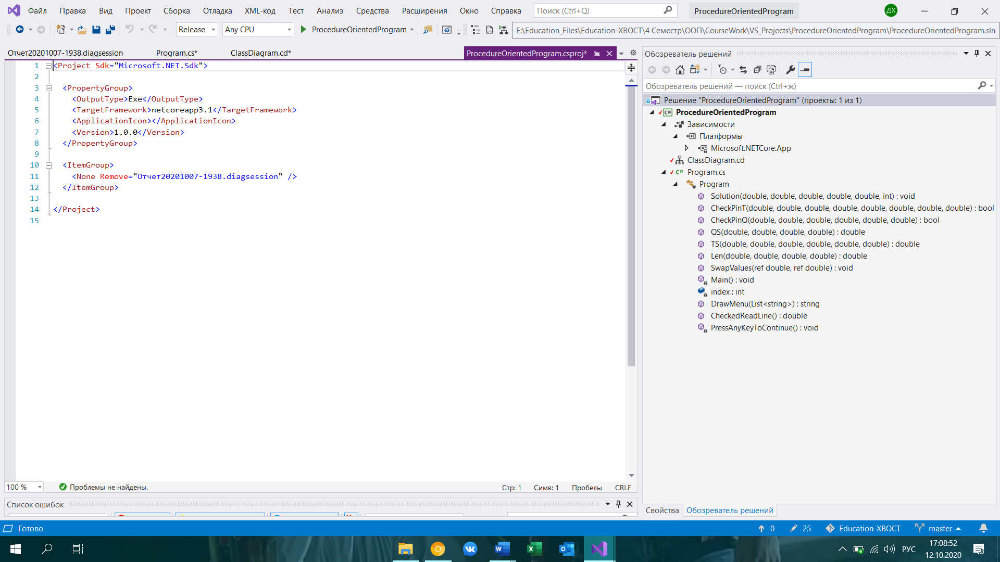 Файл Правка Вид Проект Сборка Отладка XML-код Тест Анализ Средства Расширения Окно Справка Поиск (Ctrl+Q) ProcedureOrientedProgram ДХ
Release Any CPU ProcedureOrientedProgram E:\Education_Files\Education-ХВОСТ\4 Семестр\ООП\CourseWork\VS_Projects\ProcedureOrientedProgram\ProcedureOrientedProgram.sln
Отчет20201007-1938.diagsession Program.cs* ClassDiagram.cd* ProcedureOrientedProgram.csproj*
1 <Project Sdk="Microsoft.NET.Sdk">
2
3 <PropertyGroup>
4 <OutputType>Exe</OutputType>
5 <TargetFramework>netcoreapp3.1</TargetFramework>
6 <ApplicationIcon></ApplicationIcon>
7 <Version>1.0.0</Version>
8 </PropertyGroup>
9
10 <ItemGroup>
11 <None Remove="Отчет20201007-1938.diagsession" />
12 </ItemGroup>
13
14 </Project>
15
100 % Проблемы не найдены. Стр: 1 Симв: 1 Пробелы CRLF
Список ошибок
Обозреватель решений
Обозреватель решений — поиск (Ctrl+ж)
Решение "ProcedureOrientedProgram" (проекты: 1 из 1)
C# ProcedureOrientedProgram
Зависимости
Платформы
Microsoft.NETCore.App
ClassDiagram.cd
C# Program.cs
Program
Solution(double, double, double, double, double, int) : void
CheckPinT(double, double, double, double, double, double, double, double) : bool
CheckPinQ(double, double, double, double, double, double) : bool
QS(double, double, double, double) : double
TS(double, double, double, double, double, double) : double
Len(double, double, double, double) : double
SwapValues(ref double, ref double) : void
Main() : void
index : int
DrawMenu(List<string>) : string
CheckedReadLine() : double
PressAnyKeyToContinue() : void
Свойства Обозреватель решений
Готово 0 25 Education-ХВОСТ master
РУС 17:08:52
12.10.2020